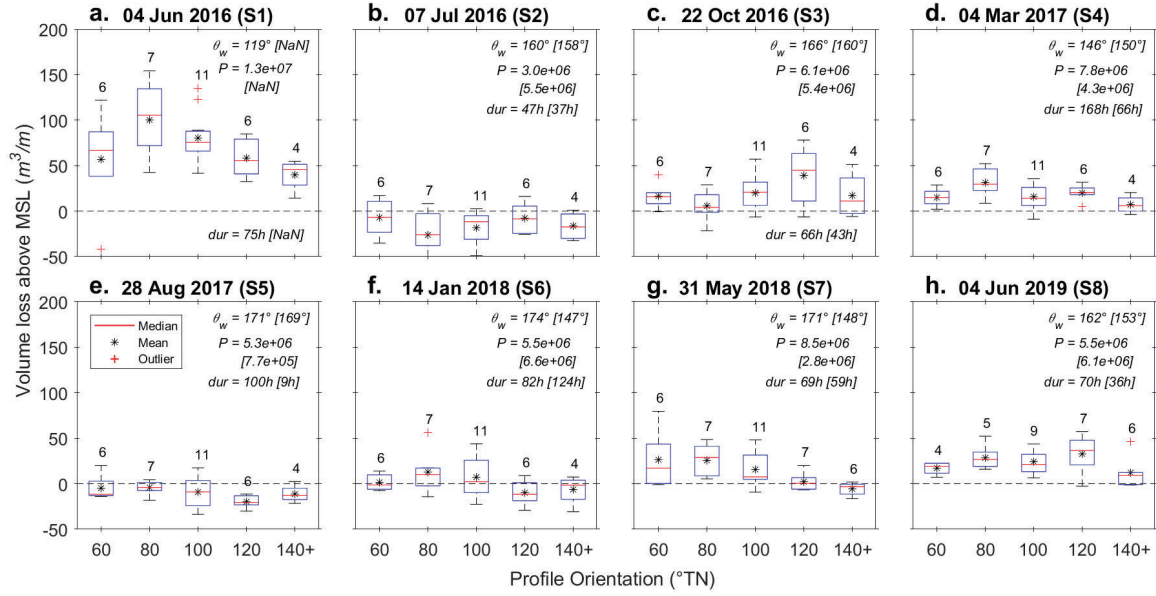 a. 04 Jun 2016 (S1)
b. 07 Jul 2016 (S2)
c. 22 Oct 2016 (S3)
d. 04 Mar 2017 (S4)
200
150
100
50
0
-50
θw = 119° [NaN]
P = 1.3e+07
[NaN]
dur = 75h [NaN]
6
7
11
6
4
θw = 160° [158°]
P = 3.0e+06
[5.5e+06]
dur = 47h [37h]
6
7
11
6
4
θw = 166° [160°]
P = 6.1e+06
[5.4e+06]
dur = 66h [43h]
6
7
11
6
4
θw = 146° [150°]
P = 7.8e+06
[4.3e+06]
dur = 168h [66h]
6
7
11
6
4
Volume loss above MSL (m³/m)
e. 28 Aug 2017 (S5)
f. 14 Jan 2018 (S6)
g. 31 May 2018 (S7)
h. 04 Jun 2019 (S8)
200
150
100
50
0
-50
Median
Mean
Outlier
θw = 171° [169°]
P = 5.3e+06
[7.7e+05]
dur = 100h [9h]
6
7
11
6
4
60
80
100
120
140+
θw = 174° [147°]
P = 5.5e+06
[6.6e+06]
dur = 82h [124h]
6
7
11
6
4
60
80
100
120
140+
θw = 171° [148°]
P = 8.5e+06
[2.8e+06]
dur = 69h [59h]
6
7
11
7
6
60
80
100
120
140+
θw = 162° [153°]
P = 5.5e+06
[6.1e+06]
dur = 70h [36h]
4
5
9
7
6
60
80
100
120
140+
Profile Orientation (°TN)